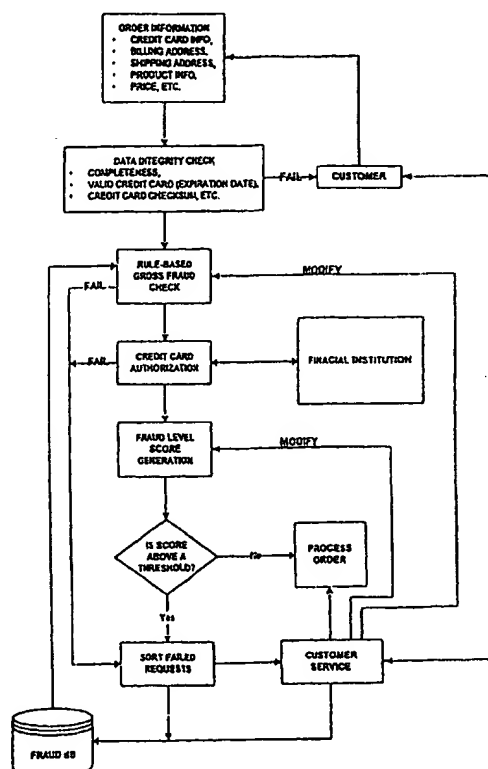 ORDER INFORMATION
• CREDIT CARD INFO,
• BILLING ADDRESS,
• SHIPPING ADDRESS,
• PRODUCT INFO,
• PRICE, ETC.
DATA INTEGRITY CHECK
• COMPLETENESS,
• VALID CREDIT CARD (EXPIRATION DATE),
• CREDIT CARD CHECKSUM, ETC.
FAIL
CUSTOMER
RULE-BASED
GROSS FRAUD
CHECK
MODIFY
FAIL
CREDIT CARD
AUTHORIZATION
FAIL
FINACIAL INSTITUTION
FRAUD LEVEL
SCORE
GENERATION
MODIFY
IS SCORE
ABOVE A
THRESHOLD?
No
PROCESS
ORDER
Yes
SORT FAILED
REQUESTS
CUSTOMER
SERVICE
FRAUD dB